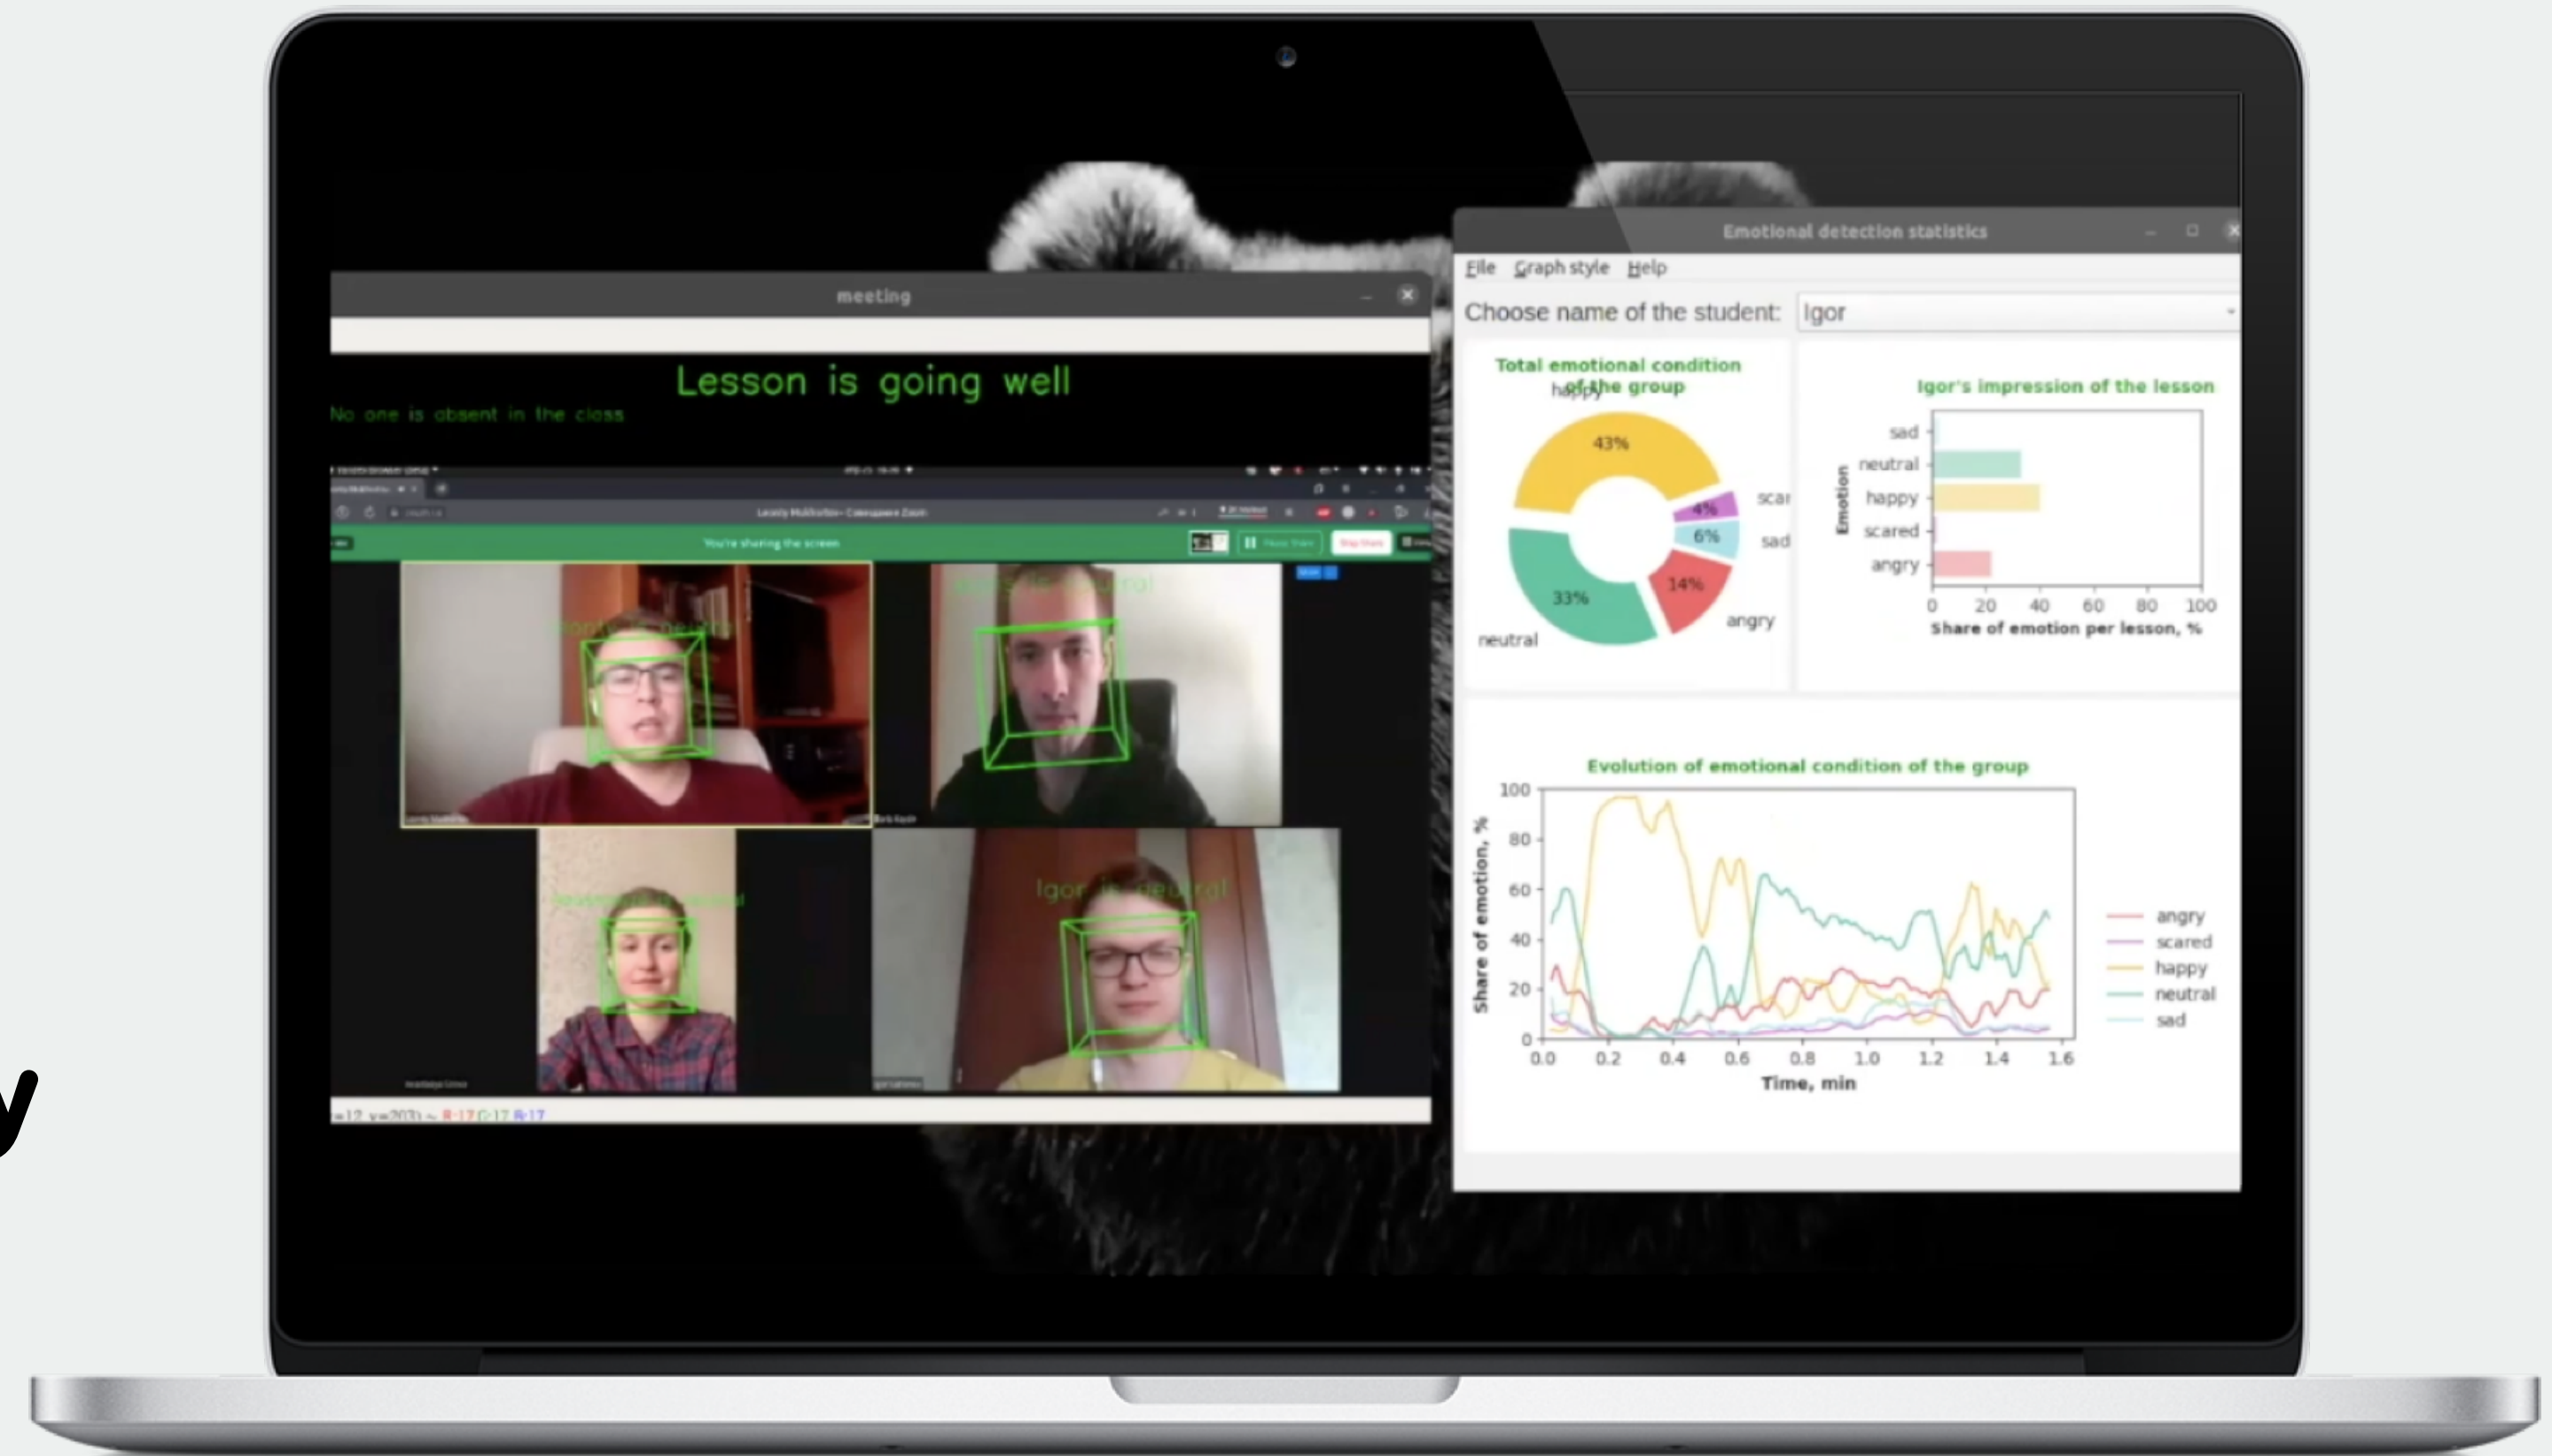 meeting
Lesson is going well
No one is absent in the class
You're sharing the screen
Igor is neutral
y
Emotional detection statistics
File Graph style Help
Choose name of the student: Igor
Total emotional condition
of the group
happy
43%
4%
scar
6%
sad
14%
angry
33%
neutral
Igor's impression of the lesson
Emotion
sad
neutral
happy
scared
angry
0 20 40 60 80 100
Share of emotion per lesson, %
Evolution of emotional condition of the group
Share of emotion, %
100
80
60
40
20
0
0.0 0.2 0.4 0.6 0.8 1.0 1.2 1.4 1.6
Time, min
angry
scared
happy
neutral
sad